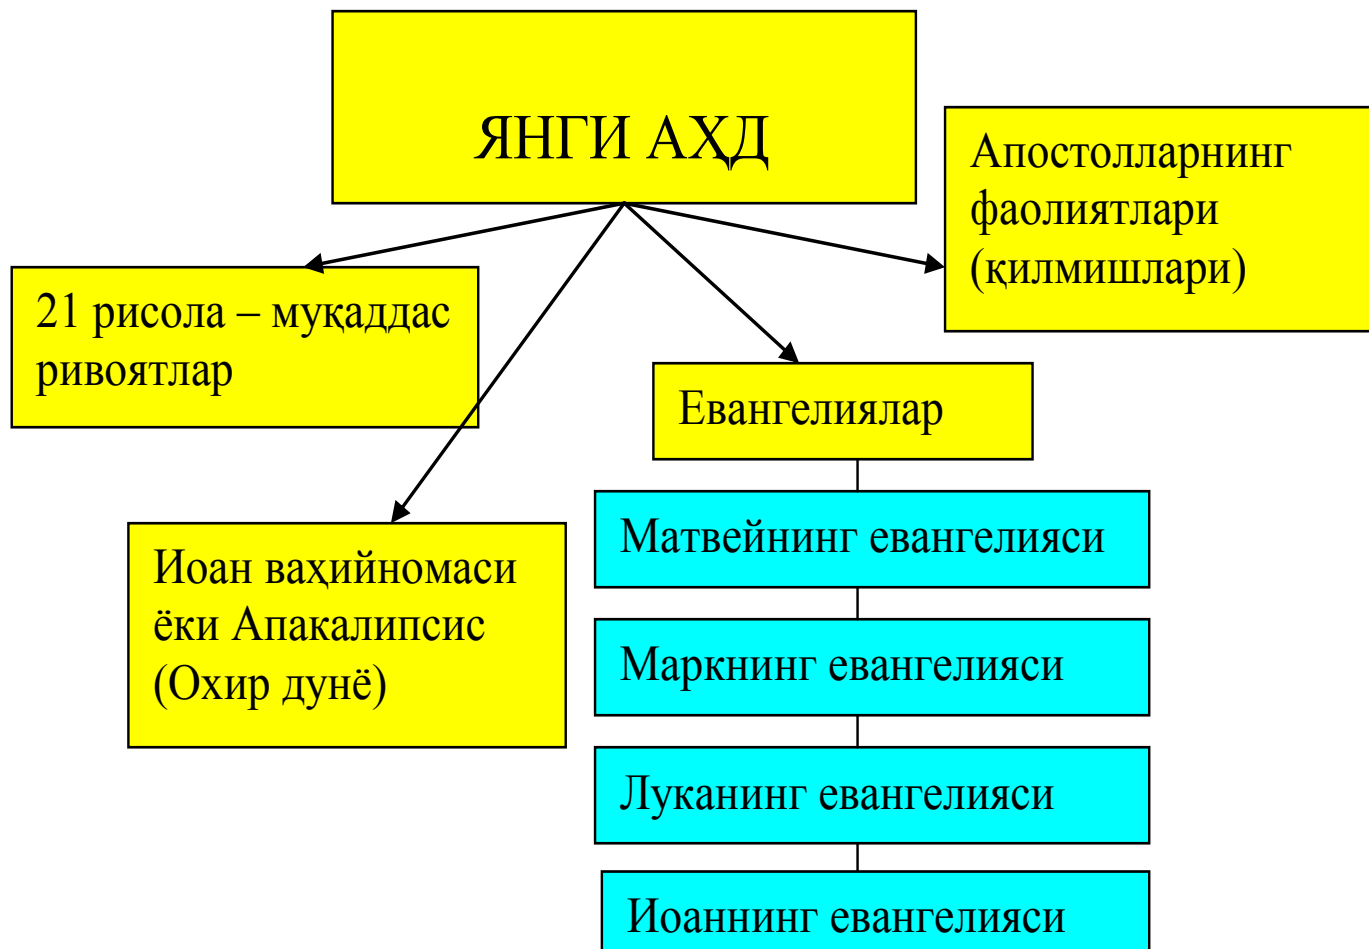 ЯНГИ АҲД
Апостолларнинг
фаолиятлари
(қилмишлари)
21 рисола – муқаддас
ривоятлар
Евангелиялар
Иоан ваҳийномаси
ёки Апакалипсис
(Охир дунё)
Матвейнинг евангелияси
Маркнинг евангелияси
Луканинг евангелияси
Иоаннинг евангелияси